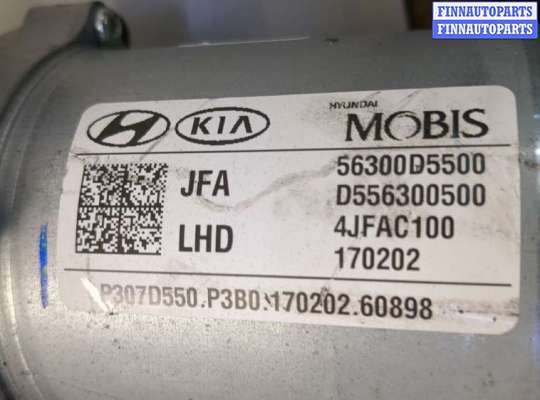 FINNAUTOPARTS
FINNAUTOPARTS
KIA
HYUNDAI
MOBIS
JFA
56300D5500
D556300500
LHD
4JFAC100
170202
P307D550.P3B0:170202.60898